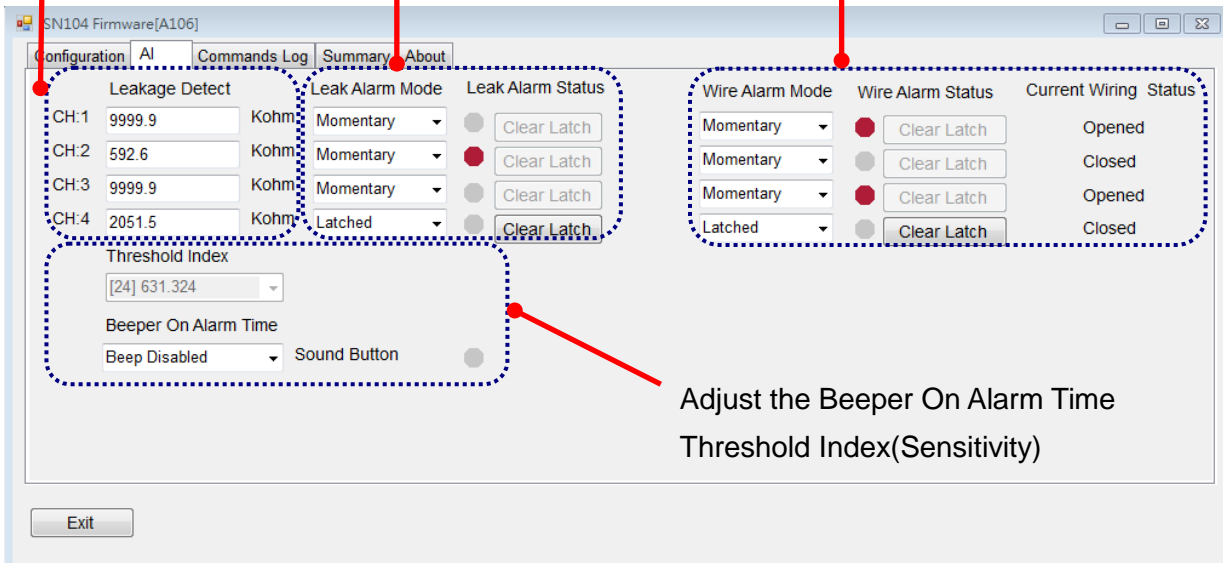 SN104 Firmware[A106]
Configuration AI Commands Log Summary About
Leakage Detect Leak Alarm Mode Leak Alarm Status Wire Alarm Mode Wire Alarm Status Current Wiring Status
CH:1 9999.9 Kohm Momentary Clear Latch Momentary Clear Latch Opened
CH:2 592.6 Kohm Momentary Clear Latch Momentary Clear Latch Closed
CH:3 9999.9 Kohm Momentary Clear Latch Momentary Clear Latch Opened
CH:4 2051.5 Kohm Latched Clear Latch Latched Clear Latch Closed
Threshold Index
[24] 631.324
Beeper On Alarm Time
Beep Disabled Sound Button
Adjust the Beeper On Alarm Time
Threshold Index(Sensitivity)
Exit